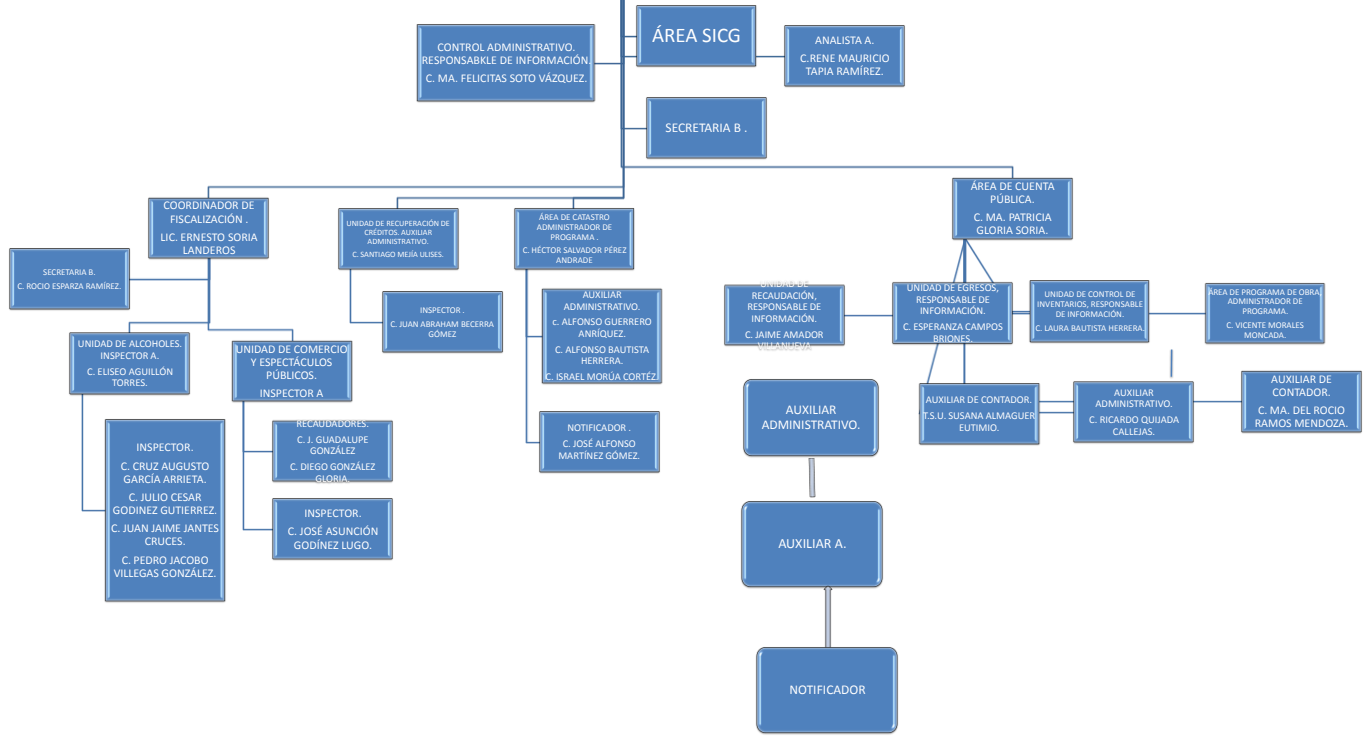 CONTROL ADMINISTRATIVO.
RESPONSABKLE DE INFORMACIÓN.
C. MA. FELICITAS SOTO VÁZQUEZ.
ÁREA SICG
ANALISTA A.
C.RENE MAURICIO
TAPIA RAMÍREZ.
SECRETARIA B .
COORDINADOR DE
FISCALIZACIÓN .
LIC. ERNESTO SORIA
LANDEROS
SECRETARIA B.
C. ROCIO ESPARZA RAMÍREZ.
UNIDAD DE ALCOHOLES.
INSPECTOR A.
C. ELISEO AGUILLÓN
TORRES.
INSPECTOR.
C. CRUZ AUGUSTO
GARCÍA ARRIETA.
C. JULIO CESAR
GODINEZ GUTIERREZ.
C. JUAN JAIME JANTES
CRUCES.
C. PEDRO JACOBO
VILLEGAS GONZÁLEZ.
UNIDAD DE COMERCIO
Y ESPECTÁCULOS
PÚBLICOS.
INSPECTOR A
RECAUDADORES.
C. J. GUADALUPE
GONZÁLEZ
C. DIEGO GONZÁLEZ
GLORIA.
INSPECTOR.
C. JOSÉ ASUNCIÓN
GODÍNEZ LUGO.
UNIDAD DE RECUPERACIÓN DE
CRÉDITOS. AUXILIAR
ADMINISTRATIVO.
C. SANTIAGO MEJÍA ULISES.
INSPECTOR .
C. JUAN ABRAHAM BECERRA
GÓMEZ
ÁREA DE CATASTRO
ADMINISTRADOR DE
PROGRAMA .
C. HÉCTOR SALVADOR PÉREZ
ANDRADE
AUXILIAR
ADMINISTRATIVO.
c. ALFONSO GUERRERO
ANRÍQUEZ.
C. ALFONSO BAUTISTA
HERRERA.
C. ISRAEL MORÚA CORTÉZ.
NOTIFICADOR .
C. JOSÉ ALFONSO
MARTÍNEZ GÓMEZ.
ÁREA DE CUENTA
PÚBLICA.
C. MA. PATRICIA
GLORIA SORIA.
UNIDAD DE
RECAUDACIÓN,
RESPONSABLE DE
INFORMACIÓN.
C. JAIME AMADOR
VILLANUEVA
UNIDAD DE EGRESOS,
RESPONSABLE DE
INFORMACIÓN.
C. ESPERANZA CAMPOS
BRIONES.
UNIDAD DE CONTROL DE
INVENTARIOS, RESPONSABLE
DE INFORMACIÓN.
C. LAURA BAUTISTA HERRERA.
ÁREA DE PROGRAMA DE OBRA,
ADMINISTRADOR DE
PROGRAMA.
C. VICENTE MORALES
MONCADA.
AUXILIAR DE CONTADOR.
T.S.U. SUSANA ALMAGUER
EUTIMIO.
AUXILIAR
ADMINISTRATIVO.
C. RICARDO QUIJADA
CALLEJAS.
AUXILIAR DE
CONTADOR.
C. MA. DEL ROCIO
RAMOS MENDOZA.
AUXILIAR
ADMINISTRATIVO.
AUXILIAR A.
NOTIFICADOR